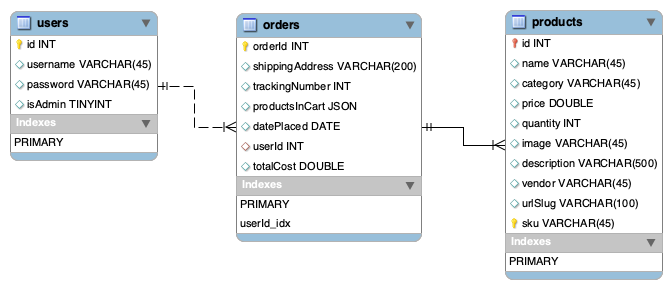 users
id INT
username VARCHAR(45)
password VARCHAR(45)
isAdmin TINYINT
Indexes
PRIMARY
orders
orderId INT
shippingAddress VARCHAR(200)
trackingNumber INT
productsInCart JSON
datePlaced DATE
userId INT
totalCost DOUBLE
Indexes
PRIMARY
userId_idx
products
id INT
name VARCHAR(45)
category VARCHAR(45)
price DOUBLE
quantity INT
image VARCHAR(45)
description VARCHAR(500)
vendor VARCHAR(45)
urlSlug VARCHAR(100)
sku VARCHAR(45)
Indexes
PRIMARY